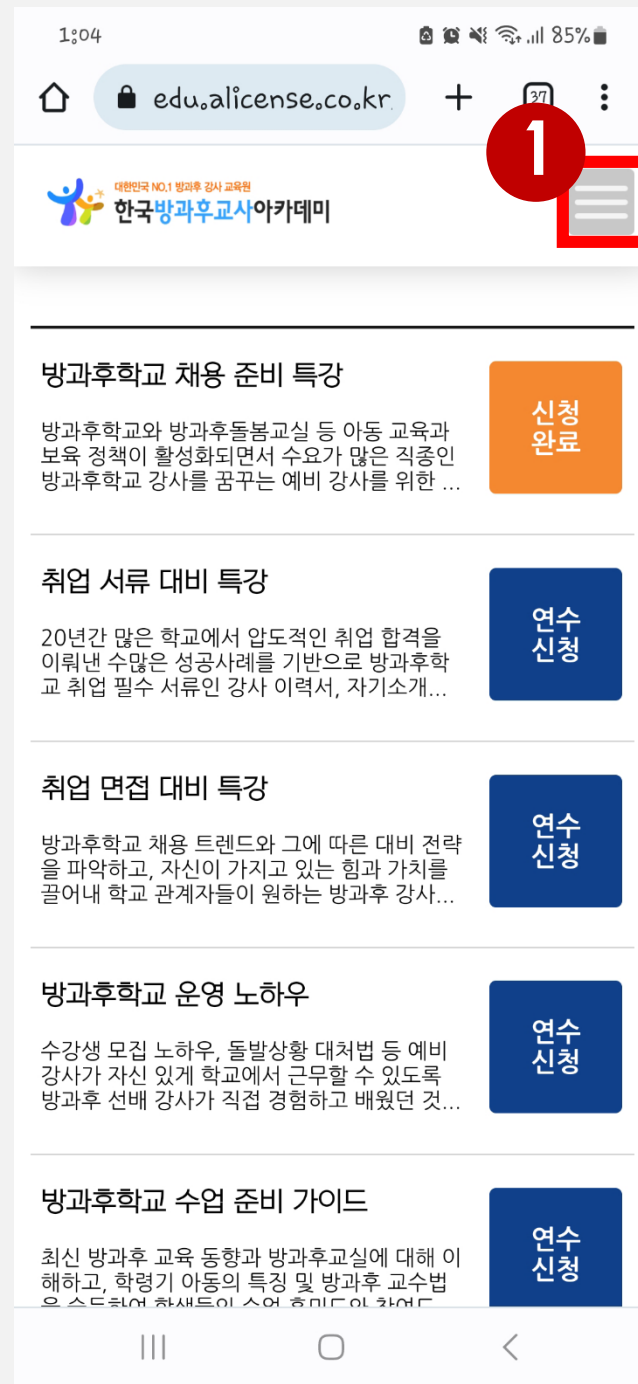 1:04
85%
edu.alicense.co.kr
37
1
대한민국 NO.1 방과후 강사 교육원
한국방과후교사아카데미
방과후학교 채용 준비 특강
방과후학교와 방과후돌봄교실 등 아동 교육과
보육 정책이 활성화되면서 수요가 많은 직종인
방과후학교 강사를 꿈꾸는 예비 강사를 위한 ...
신청
완료
취업 서류 대비 특강
20년간 많은 학교에서 압도적인 취업 합격을
이뤄낸 수많은 성공사례를 기반으로 방과후학
교 취업 필수 서류인 강사 이력서, 자기소개...
연수
신청
취업 면접 대비 특강
방과후학교 채용 트렌드와 그에 따른 대비 전략
을 파악하고, 자신이 가지고 있는 힘과 가치를
끌어내 학교 관계자들이 원하는 방과후 강사...
연수
신청
방과후학교 운영 노하우
수강생 모집 노하우, 돌발상황 대처법 등 예비
강사가 자신 있게 학교에서 근무할 수 있도록
방과후 선배 강사가 직접 경험하고 배웠던 것...
연수
신청
방과후학교 수업 준비 가이드
최신 방과후 교육 동향과 방과후교실에 대해 이
해하고, 학령기 아동의 특징 및 방과후 교수법
연수
신청